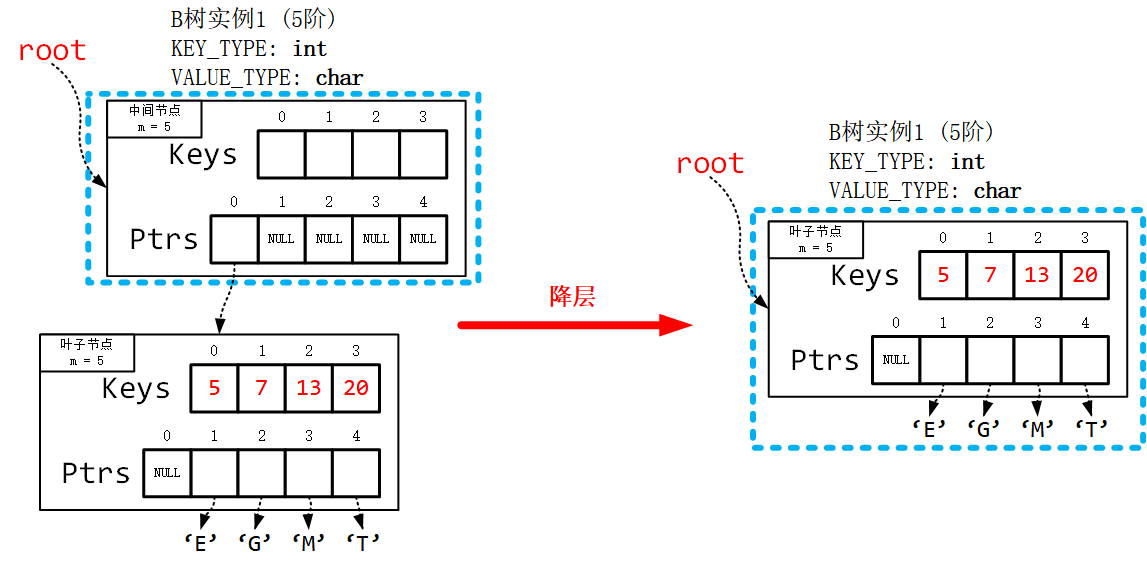 B树实例1 (5阶)
KEY_TYPE: int
VALUE_TYPE: char
root
中间节点
m = 5
0 1 2 3
Keys
0 1 2 3 4
Ptrs NULL NULL NULL NULL
叶子节点
m = 5
0 1 2 3
Keys 5 7 13 20
0 1 2 3 4
Ptrs NULL
‘E’ ‘G’ ‘M’ ‘T’
降层
B树实例1 (5阶)
KEY_TYPE: int
VALUE_TYPE: char
root
叶子节点
m = 5
0 1 2 3
Keys 5 7 13 20
0 1 2 3 4
Ptrs NULL
‘E’ ‘G’ ‘M’ ‘T’